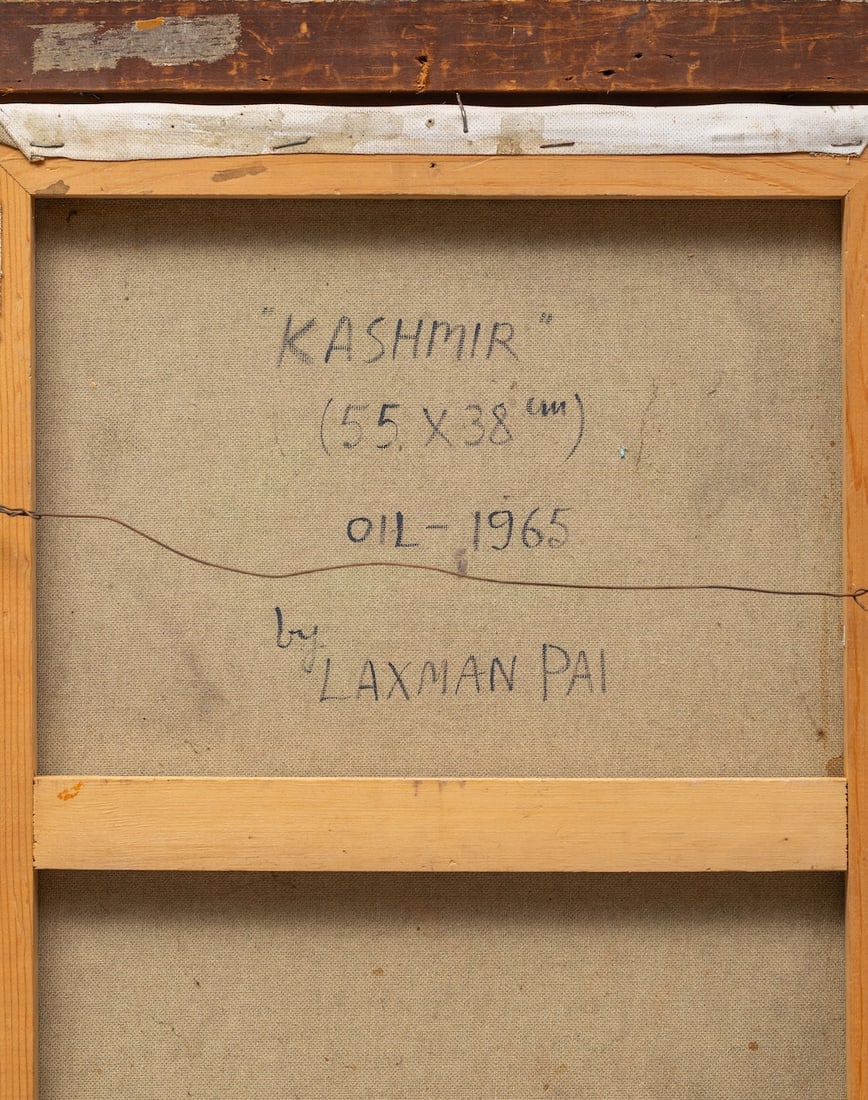 "KASHMIR"
(55 X 38 cm)
OIL - 1965
by
LAXMAN PAI